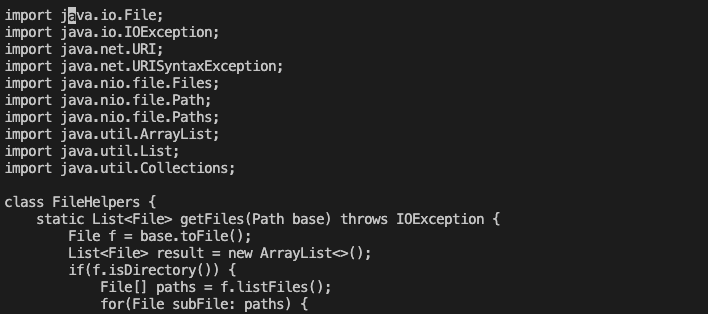 import java.io.File;
import java.io.IOException;
import java.net.URI;
import java.net.URISyntaxException;
import java.nio.file.Files;
import java.nio.file.Path;
import java.nio.file.Paths;
import java.util.ArrayList;
import java.util.List;
import java.util.Collections;

class FileHelpers {
    static List<File> getFiles(Path base) throws IOException {
        File f = base.toFile();
        List<File> result = new ArrayList<>();
        if(f.isDirectory()) {
            File[] paths = f.listFiles();
            for(File subFile: paths) {